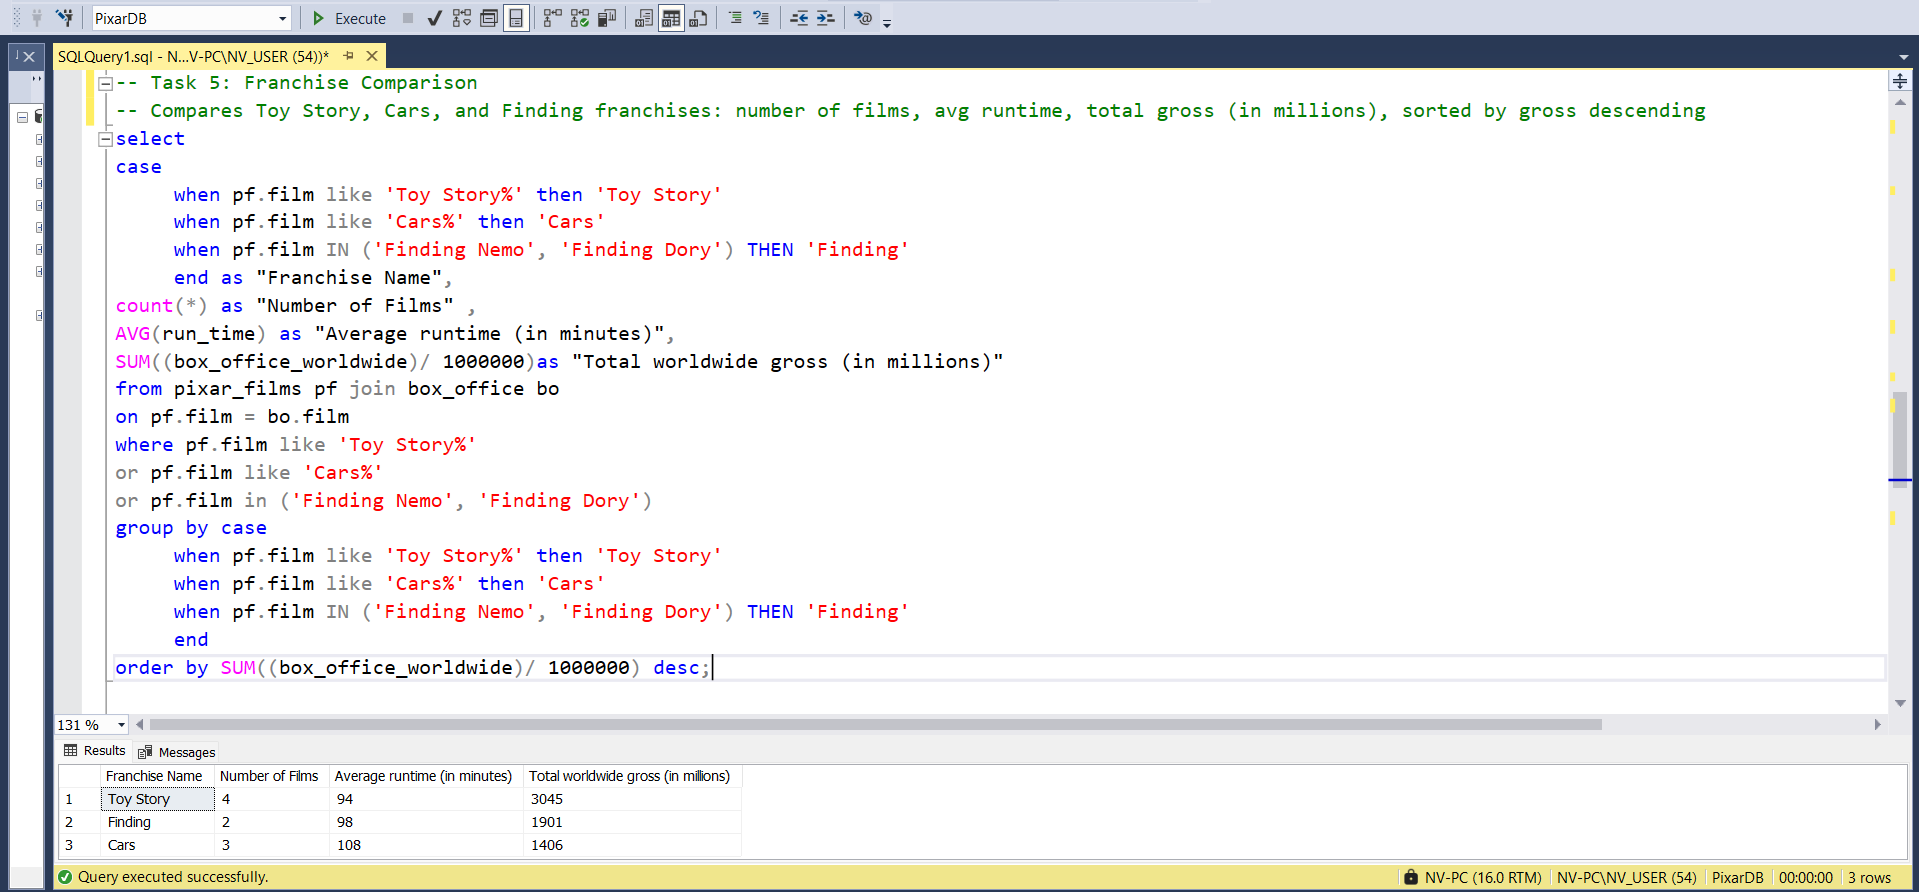 PixarDB
Execute
SQLQuery1.sql - N...V-PC\NV_USER (54))*
-- Task 5: Franchise Comparison
-- Compares Toy Story, Cars, and Finding franchises: number of films, avg runtime, total gross (in millions), sorted by gross descending
select
case
when pf.film like 'Toy Story%' then 'Toy Story'
when pf.film like 'Cars%' then 'Cars'
when pf.film IN ('Finding Nemo', 'Finding Dory') THEN 'Finding'
end as "Franchise Name",
count(*) as "Number of Films" ,
AVG(run_time) as "Average runtime (in minutes)",
SUM((box_office_worldwide)/ 1000000)as "Total worldwide gross (in millions)"
from pixar_films pf join box_office bo
on pf.film = bo.film
where pf.film like 'Toy Story%'
or pf.film like 'Cars%'
or pf.film in ('Finding Nemo', 'Finding Dory')
group by case
when pf.film like 'Toy Story%' then 'Toy Story'
when pf.film like 'Cars%' then 'Cars'
when pf.film IN ('Finding Nemo', 'Finding Dory') THEN 'Finding'
end
order by SUM((box_office_worldwide)/ 1000000) desc;
131 %
Results Messages
Franchise Name Number of Films Average runtime (in minutes) Total worldwide gross (in millions)
1 Toy Story 4 94 3045
2 Finding 2 98 1901
3 Cars 3 108 1406
Query executed successfully. NV-PC (16.0 RTM) NV-PC\NV_USER (54) PixarDB 00:00:00 3 rows